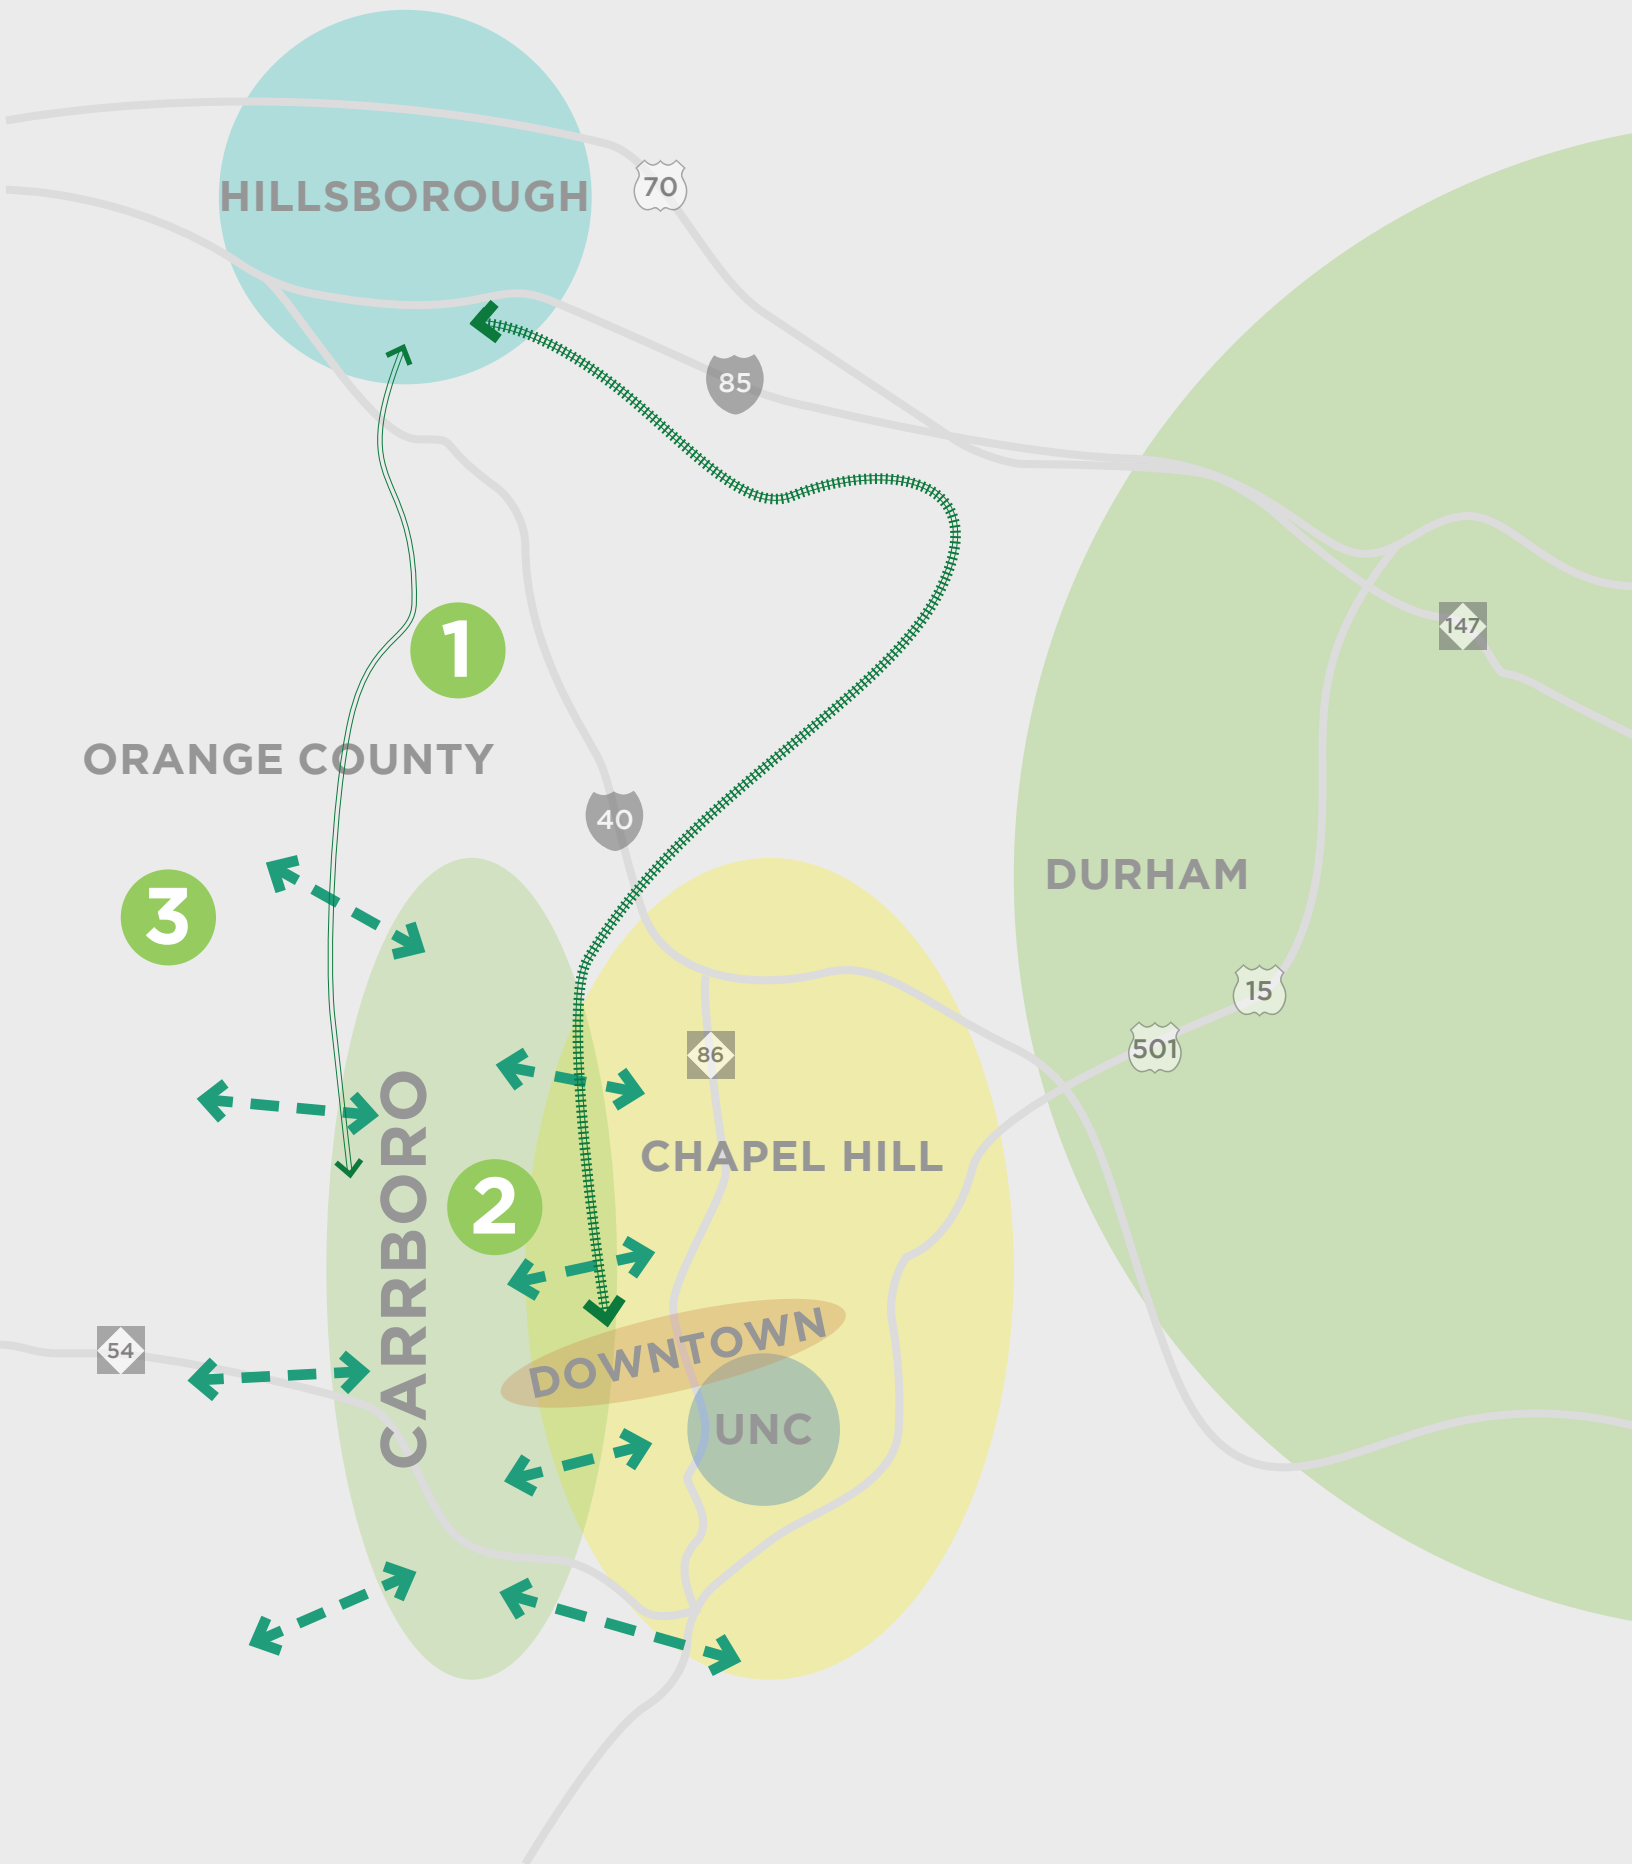 HILLSBOROUGH
70
85
1
147
ORANGE COUNTY
40
DURHAM
3
15
501
86
CARRBORO
CHAPEL HILL
2
DOWNTOWN
54
UNC